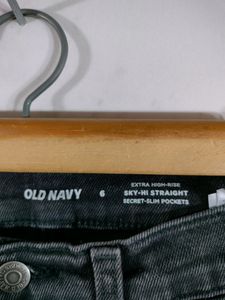 OLD NAVY 6
EXTRA HIGH-RISE
SKY-HI STRAIGHT
SECRET-SLIM POCKETS